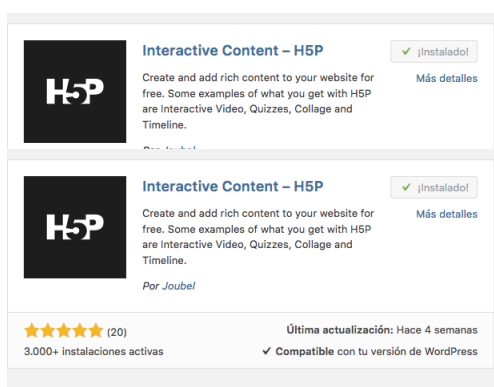 Interactive Content – H5P
✔ ¡Instalado!
H5P
Create and add rich content to your website for
Más detalles
free. Some examples of what you get with H5P
are Interactive Video, Quizzes, Collage and
Timeline.
Por Joubel
Interactive Content – H5P
✔ ¡Instalado!
H5P
Create and add rich content to your website for
Más detalles
free. Some examples of what you get with H5P
are Interactive Video, Quizzes, Collage and
Timeline.
Por Joubel
(20)
Última actualización: Hace 4 semanas
3.000+ instalaciones activas
✔ Compatible con tu versión de WordPress